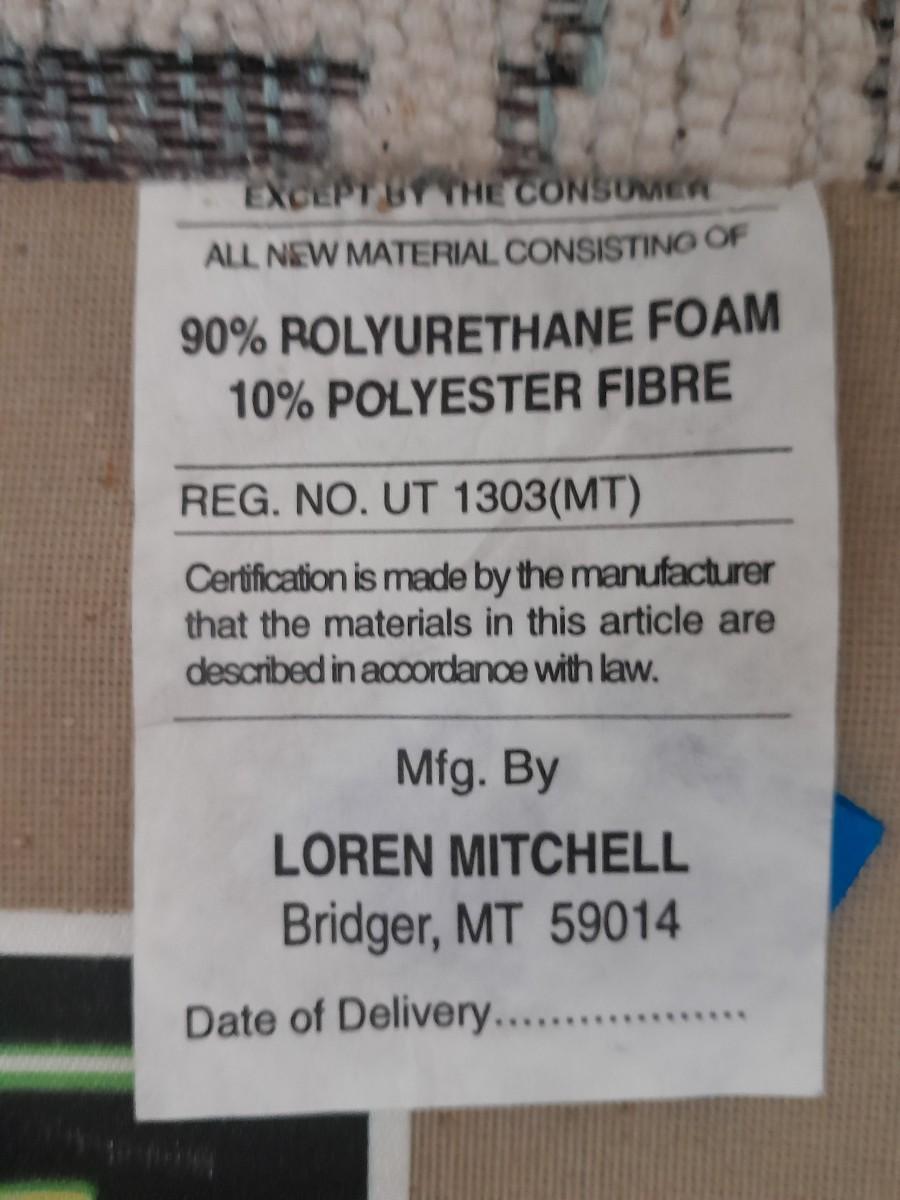 EXCEPT BY THE CONSUMER
ALL NEW MATERIAL CONSISTING OF
90% POLYURETHANE FOAM
10% POLYESTER FIBRE
REG. NO. UT 1303(MT)
Certification is made by the manufacturer
that the materials in this article are
described in accordance with law.
Mfg. By
LOREN MITCHELL
Bridger, MT 59014
Date of Delivery..................